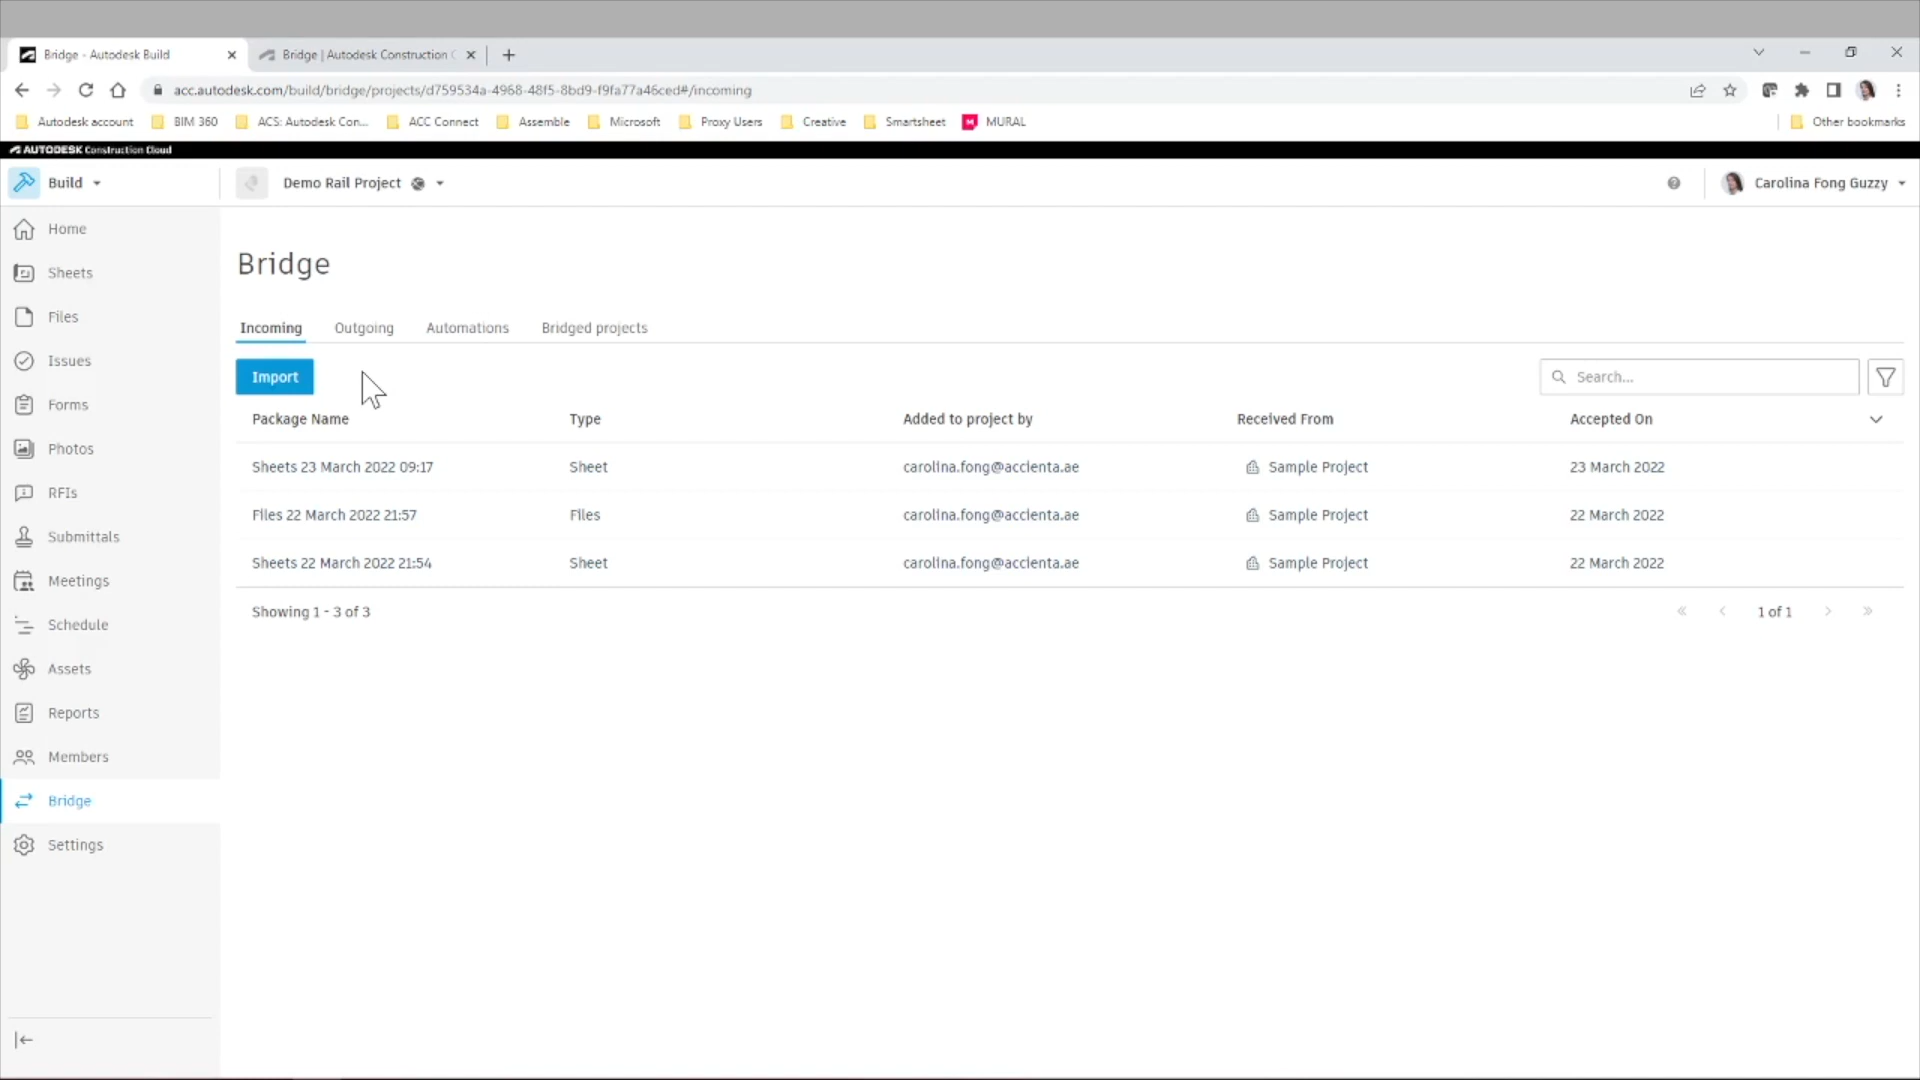 Bridge - Autodesk Build
Bridge | Autodesk Construction C
acc.autodesk.com/build/bridge/projects/d759534a-4968-48f5-8bd9-f9fa77a46ced#/incoming
Autodesk account BIM 360 ACS: Autodesk Con... ACC Connect Assemble Microsoft Proxy Users Creative Smartsheet MURAL Other bookmarks
AUTODESK Construction Cloud
Build Demo Rail Project Carolina Fong Guzzy
Home
Sheets
Files
Issues
Forms
Photos
RFIs
Submittals
Meetings
Schedule
Assets
Reports
Members
Bridge
Settings
Bridge
Incoming Outgoing Automations Bridged projects
Import Search...
Package Name Type Added to project by Received From Accepted On
Sheets 23 March 2022 09:17 Sheet carolina.fong@acclenta.ae Sample Project 23 March 2022
Files 22 March 2022 21:57 Files carolina.fong@acclenta.ae Sample Project 22 March 2022
Sheets 22 March 2022 21:54 Sheet carolina.fong@acclenta.ae Sample Project 22 March 2022
Showing 1 - 3 of 3 1 of 1